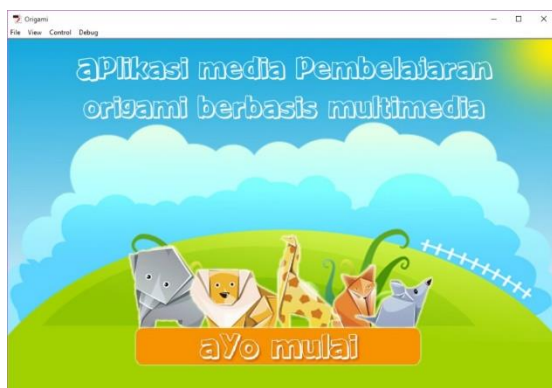 Origami
File View Control Debug
aPlikasi media Pembelajaran
origami berbasis multimedia
aYo mulai